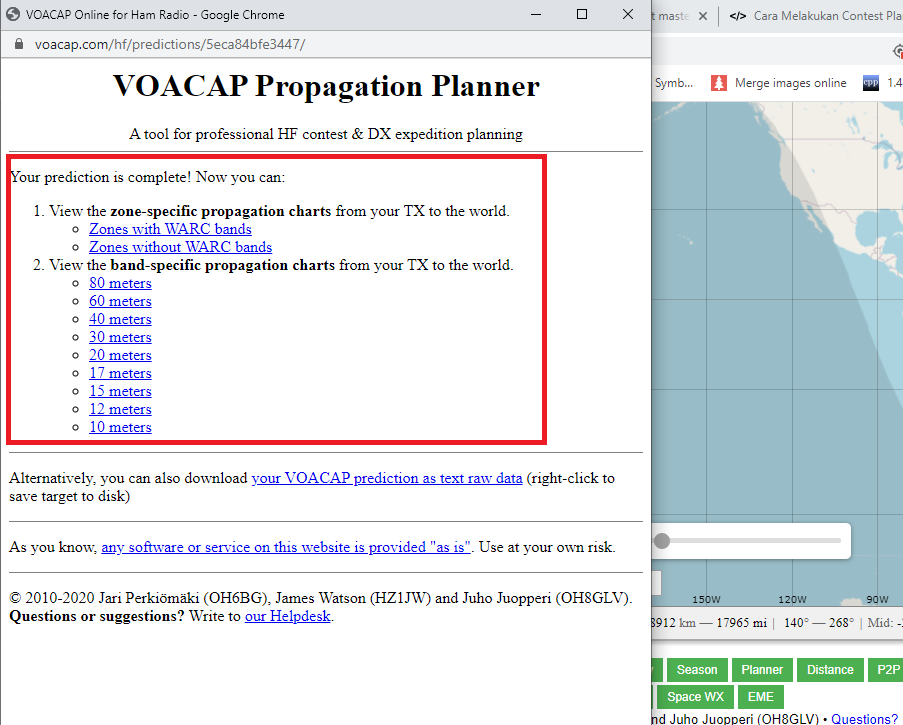 VOACAP Online for Ham Radio - Google Chrome
voacap.com/hf/predictions/5eca84bfe3447/
VOACAP Propagation Planner
A tool for professional HF contest & DX expedition planning
Your prediction is complete! Now you can:
1. View the zone-specific propagation charts from your TX to the world.
Zones with WARC bands
Zones without WARC bands
2. View the band-specific propagation charts from your TX to the world.
80 meters
60 meters
40 meters
30 meters
20 meters
17 meters
15 meters
12 meters
10 meters
Alternatively, you can also download your VOACAP prediction as text raw data (right-click to
save target to disk)
As you know, any software or service on this website is provided "as is". Use at your own risk.
© 2010-2020 Jari Perkiömäki (OH6BG), James Watson (HZ1JW) and Juho Juopperi (OH8GLV).
Questions or suggestions? Write to our Helpdesk.
t maste
</> Cara Melakukan Contest Pla
Symb... Merge images online cpp 1.4
150W 120W 90W
8912 km — 17965 mi | 140° — 268° | Mid: -
Season Planner Distance P2P
Space WX EME
nd Juho Juopperi (OH8GLV) • Questions?